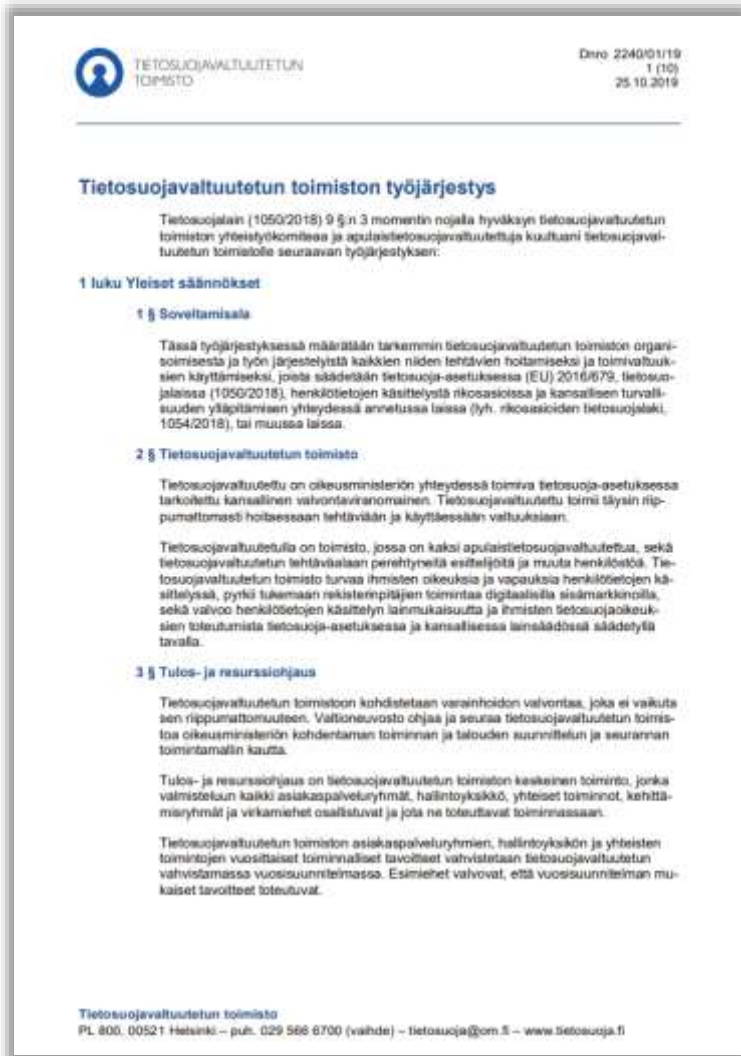 TIETOSUOJAVALTUUTETUN
TOIMISTO
Dnro 2240/01/19
1 (10)
25.10.2019
Tietosuojavaltuutetun toimiston työjärjestys
Tietosuojalain (1050/2018) 9 §:n 3 momentin nojalla hyväksyn tietosuojavaltuutetun
toimiston yhteistyökomiteaa ja apulaistietosuojavaltuutettuja kuultuani tietosuojaval-
tuutetun toimistolle seuraavan työjärjestyksen:
1 luku Yleiset säännökset
1 § Soveltamisala
Tässä työjärjestyksessä määrätään tarkemmin tietosuojavaltuutetun toimiston organi-
soimisesta ja työn järjestelyistä kaikkien niiden tehtävien hoitamiseksi ja toimivaltuuk-
sien käyttämiseksi, joista säädetään tietosuoja-asetuksessa (EU) 2016/679, tietosuo-
jalaissa (1050/2018), henkilötietojen käsittelystä rikosasioissa ja kansallisen turvalli-
suuden ylläpitämisen yhteydessä annetussa laissa (lyh. rikosasioiden tietosuojalaki,
1054/2018), tai muussa laissa.
2 § Tietosuojavaltuutetun toimisto
Tietosuojavaltuutettu on oikeusministeriön yhteydessä toimiva tietosuoja-asetuksessa
tarkoitettu kansallinen valvontaviranomainen. Tietosuojavaltuutettu toimii täysin riip-
pumattomasti hoitaessaan tehtäviään ja käyttäessään valtuuksiaan.
Tietosuojavaltuutetulla on toimisto, jossa on kaksi apulaistietosuojavaltuutettua, sekä
tietosuojavaltuutetun tehtäväalaan perehtyneitä esittelijöitä ja muuta henkilöstöä. Tie-
tosuojavaltuutetun toimisto turvaa ihmisten oikeuksia ja vapauksia henkilötietojen kä-
sittelyssä, pyrkii tukemaan rekisterinpitäjien toimintaa digitaalisilla sisämarkkinoilla,
sekä valvoo henkilötietojen käsittelyn lainmukaisuutta ja ihmisten tietosuojaoikeuk-
sien toteutumista tietosuoja-asetuksessa ja kansallisessa lainsäädössä säädetyllä
tavalla.
3 § Tulos- ja resurssiohjaus
Tietosuojavaltuutetun toimistoon kohdistetaan varainhoidon valvontaa, joka ei vaikuta
sen riippumattomuuteen. Valtioneuvosto ohjaa ja seuraa tietosuojavaltuutetun toimis-
toa oikeusministeriön kohdentaman toiminnan ja talouden suunnittelun ja seurannan
toimintamallin kautta.
Tulos- ja resurssiohjaus on tietosuojavaltuutetun toimiston keskeinen toiminto, jonka
valmisteluun kaikki asiakaspalveluryhmät, hallintoyksikkö, yhteiset toiminnot, kehittä-
misryhmät ja virkamiehet osallistuvat ja jota ne toteuttavat toiminnassaan.
Tietosuojavaltuutetun toimiston asiakaspalveluryhmien, hallintoyksikön ja yhteisten
toimintojen vuosittaiset toiminnalliset tavoitteet vahvistetaan tietosuojavaltuutetun
vahvistamassa vuosisuunnitelmassa. Esimiehet valvovat, että vuosisuunnitelman mu-
kaiset tavoitteet toteutuvat.
Tietosuojavaltuutetun toimisto
PL 800, 00521 Helsinki – puh. 029 566 6700 (vaihde) – tietosuoja@om.fi – www.tietosuoja.fi